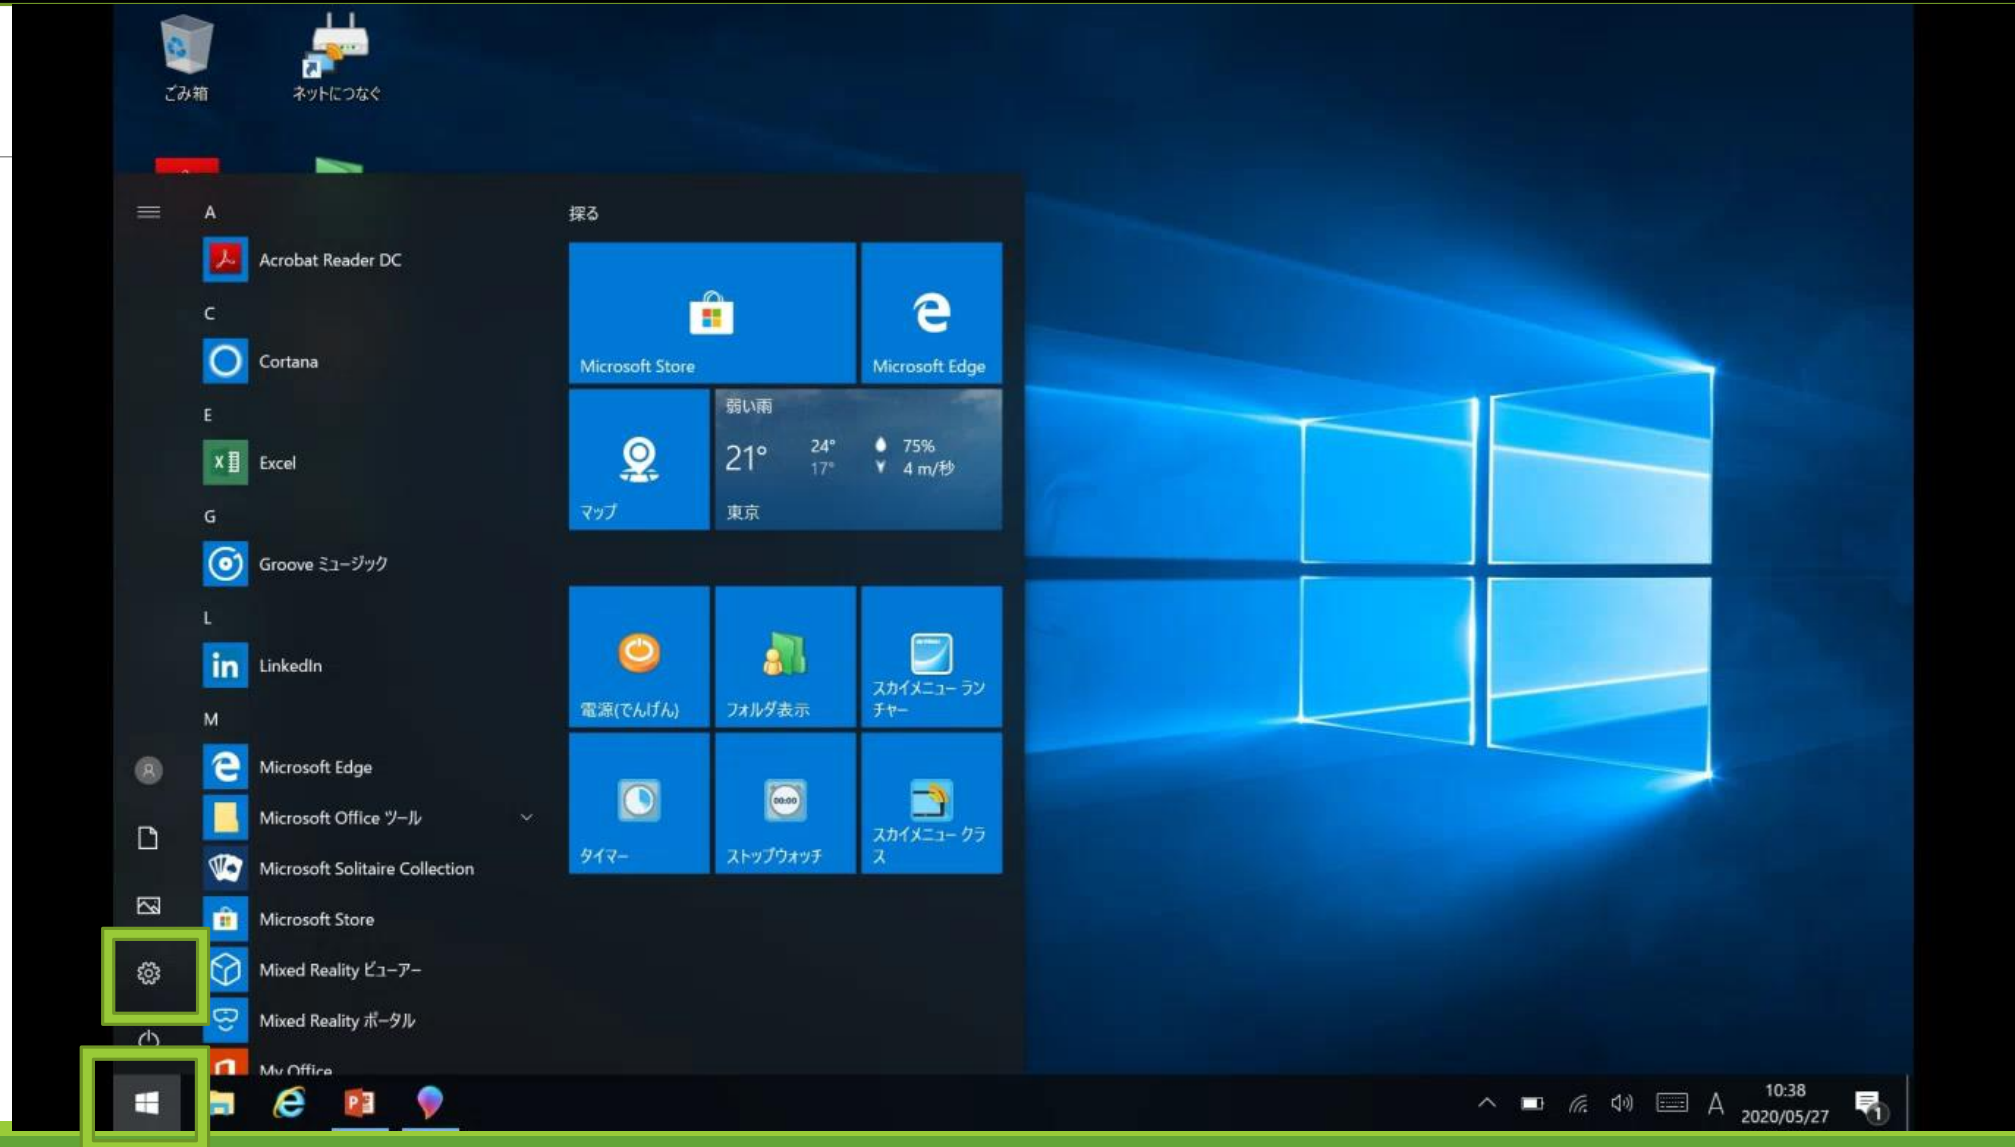 ごみ箱
ネットにつなぐ
A
Acrobat Reader DC
C
Cortana
E
Excel
G
Groove ミュージック
L
LinkedIn
M
Microsoft Edge
Microsoft Office ツール
Microsoft Solitaire Collection
Microsoft Store
Mixed Reality ビューアー
Mixed Reality ポータル
My Office
探る
Microsoft Store
Microsoft Edge
マップ
弱い雨
21°
24°
17°
75%
4 m/秒
東京
電源(でんげん)
フォルダ表示
スカイメニュー ラン
チャー
タイマー
00:00
ストップウォッチ
スカイメニュー クラ
ス
A
10:38
2020/05/27
1